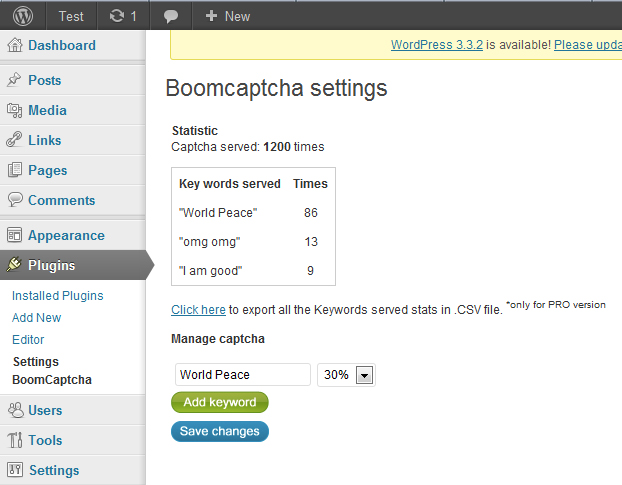 Test 1 + New
Dashboard
Posts
Media
Links
Pages
Comments
Appearance
Plugins
Installed Plugins
Add New
Editor
Settings
BoomCaptcha
Users
Tools
Settings
WordPress 3.3.2 is available! Please upda
Boomcaptcha settings
Statistic
Captcha served: 1200 times
Key words served Times
"World Peace" 86
"omg omg" 13
"I am good" 9
Click here to export all the Keywords served stats in .CSV file. *only for PRO version
Manage captcha
World Peace 30%
Add keyword
Save changes